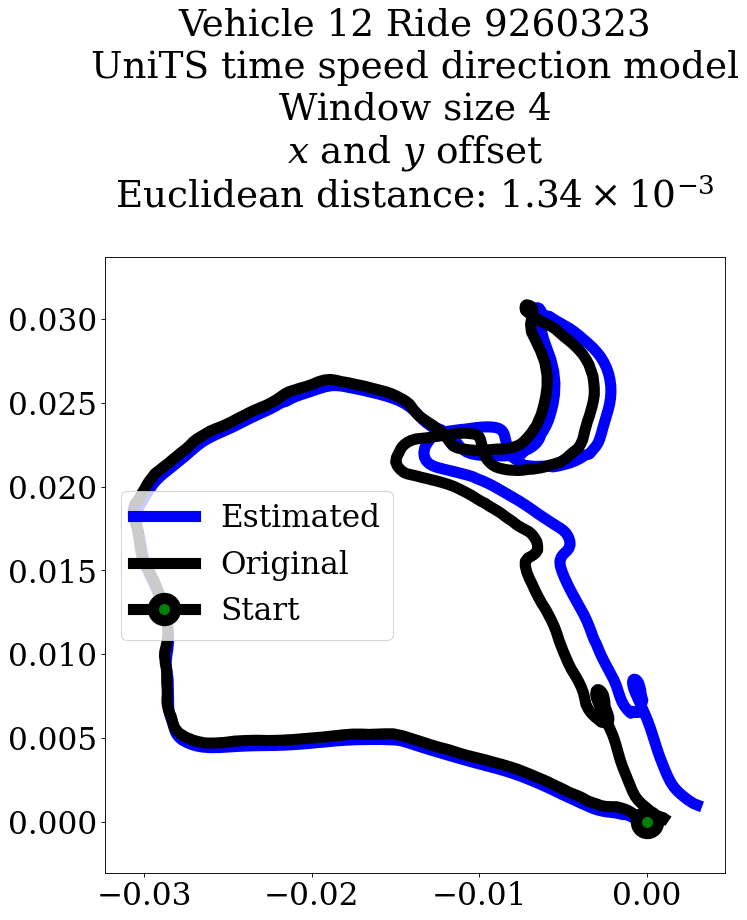 Vehicle 12 Ride 9260323
UniTS time speed direction model
Window size 4
x and y offset
Euclidean distance: 1.34 × 10⁻³
0.030
0.025
0.020
0.015
0.010
0.005
0.000
Estimated
Original
Start
−0.03 −0.02 −0.01 0.00